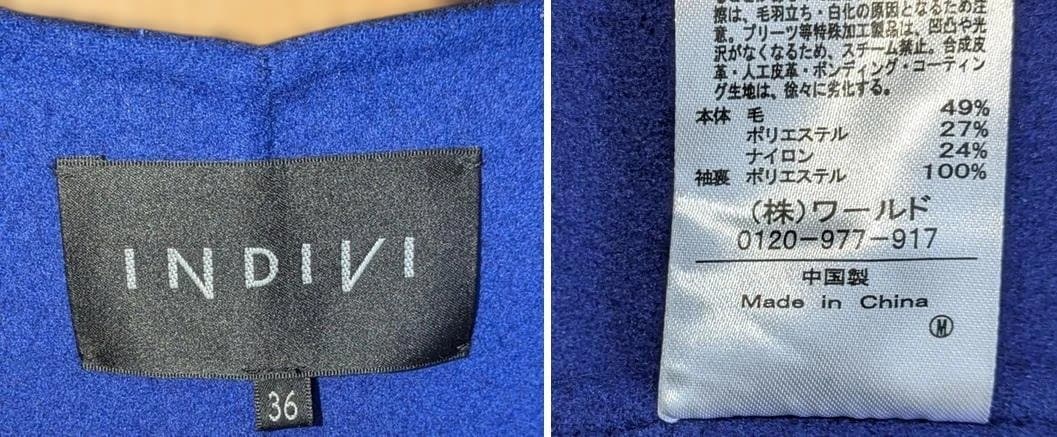 INDIVI
36
擦は、毛羽立ち・白化の原因となるため注
意。プリーツ等特殊加工製品は、凹凸や光
沢がなくなるため、スチーム禁止。合成皮
革・人工皮革・ボンディング・コーティン
グ生地は、徐々に劣化する。
本体 毛 49%
ポリエステル 27%
ナイロン 24%
袖裏 ポリエステル 100%
(株)ワールド
0120-977-917
中国製
Made in China
M